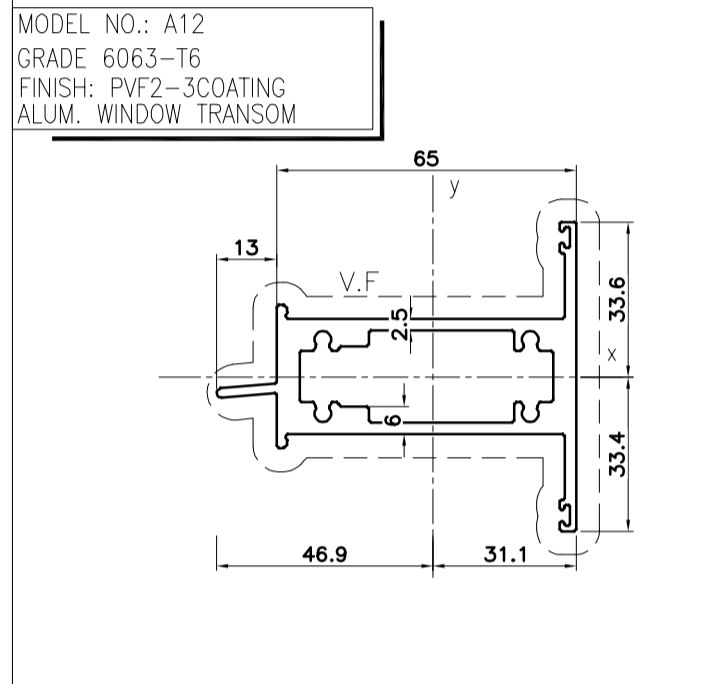 MODEL NO.: A12
GRADE 6063-T6
FINISH: PVF2-3COATING
ALUM. WINDOW TRANSOM
65
y
13
V.F
2.5
33.6
x
6
33.4
46.9
31.1